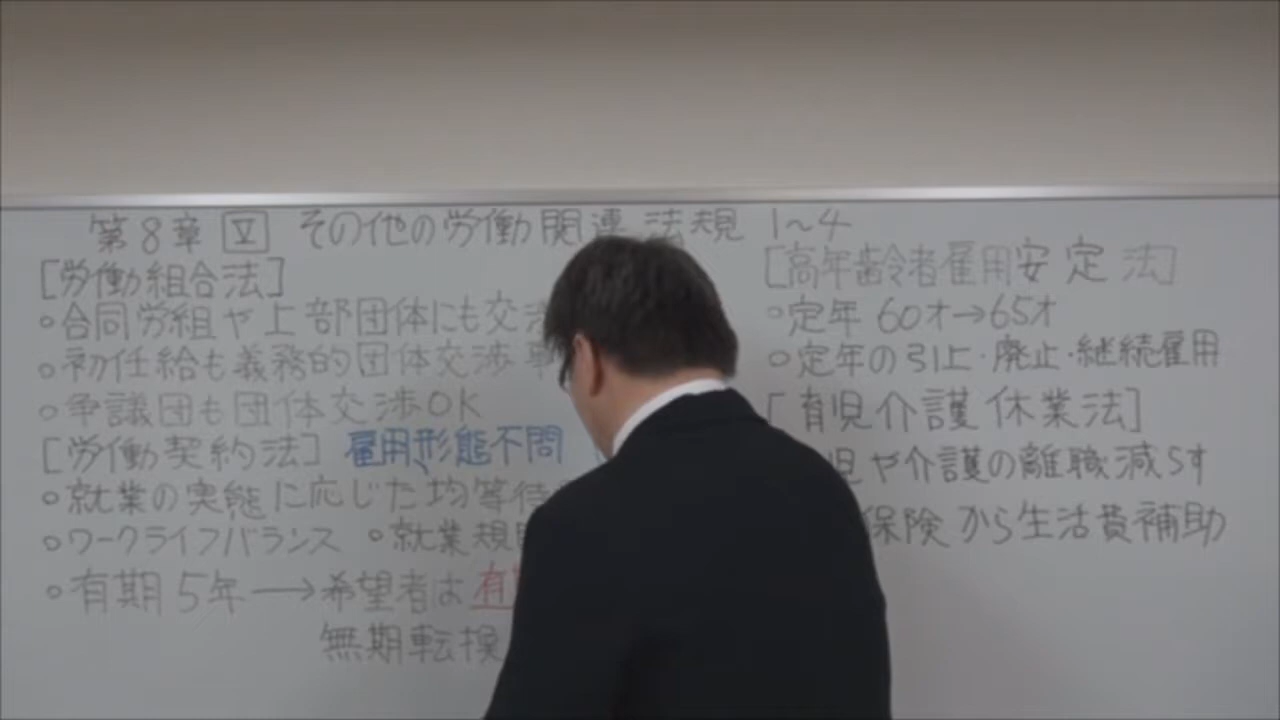 第8章 Ⅳ その他の労働関連法規 1～4
[労働組合法]
○合同労組や上部団体にも交渉
○初任給も義務的団体交渉事
○争議団も団体交渉OK
[労働契約法] 雇用形態不問
○就業の実態に応じた均等待
○ワークライフバランス ○就業規
○有期5年→希望者は有
無期転換
[高年齢者雇用安定法]
○定年60才→65才
○定年の引上・廃止・継続雇用
[育児介護休業法]
児や介護の離職減らす
保険から生活費補助